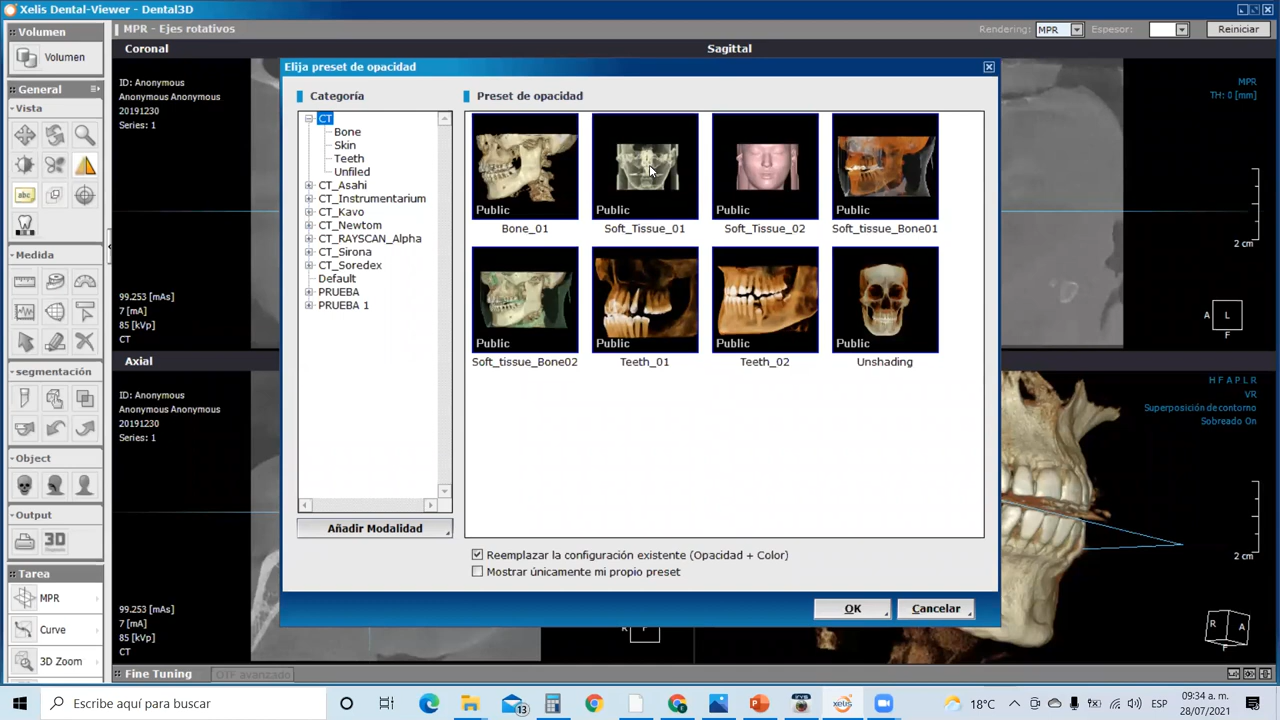 Xelis Dental-Viewer - Dental3D
Volumen
Volumen
General
Vista
abc
Medida
segmentación
Object
Output
3D
Tarea
MPR
Curve
3D Zoom
MPR - Ejes rotativos
Rendering: MPR
Espesor:
Reiniciar
Coronal
Sagittal
ID: Anonymous
Anonymous Anonymous
20191230
Series: 1
99.253 [mAs]
7 [mA]
85 [kVp]
CT
MPR
TH: 0 [mm]
2 cm
A L
F
Axial
ID: Anonymous
Anonymous Anonymous
20191230
Series: 1
99.253 [mAs]
7 [mA]
85 [kVp]
CT
H F A P L R
VR
Superposición de contorno
Sobreado On
2 cm
R A
F
Elija preset de opacidad
Categoría
CT
Bone
Skin
Teeth
Unfiled
CT_Asahi
CT_Instrumentarium
CT_Kavo
CT_Newtom
CT_RAYSCAN_Alpha
CT_Sirona
CT_Soredex
Default
PRUEBA
PRUEBA 1
Añadir Modalidad
Preset de opacidad
Public
Public
Public
Public
Bone_01
Soft_Tissue_01
Soft_Tissue_02
Soft_tissue_Bone01
Public
Public
Public
Public
Soft_tissue_Bone02
Teeth_01
Teeth_02
Unshading
Reemplazar la configuración existente (Opacidad + Color)
Mostrar únicamente mi propio preset
OK
Cancelar
Fine Tuning
OTF avanzado
Escribe aquí para buscar
13
xelis
18°C
ESP
09:34 a. m.
28/07/2021